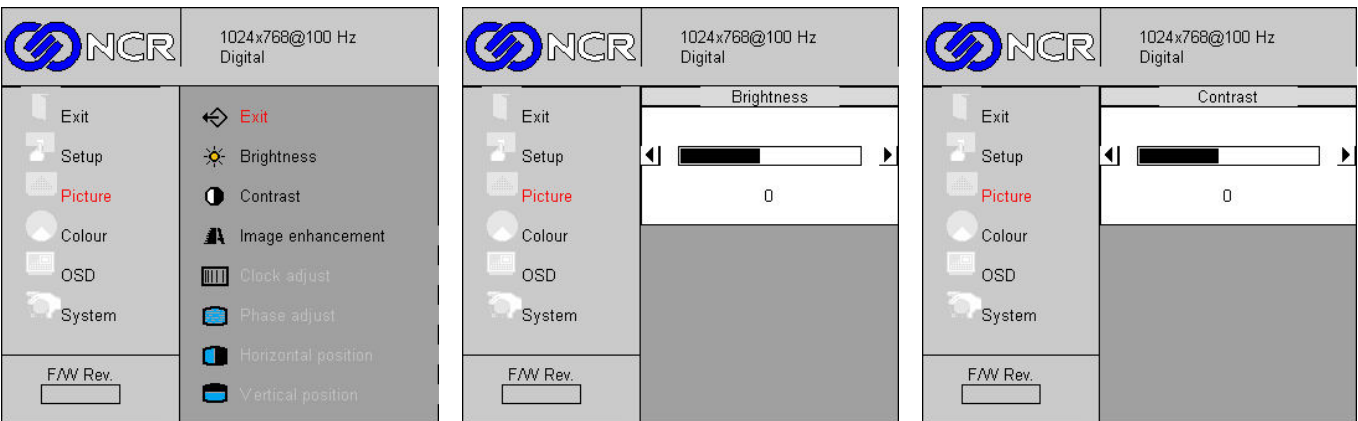 NCR
1024x768@100 Hz
Digital
Exit
Setup
Picture
Colour
OSD
System
F/W Rev.
Exit
Brightness
Contrast
Image enhancement
Clock adjust
Phase adjust
Horizontal position
Vertical position
NCR
1024x768@100 Hz
Digital
Exit
Setup
Picture
Colour
OSD
System
F/W Rev.
Brightness
0
NCR
1024x768@100 Hz
Digital
Exit
Setup
Picture
Colour
OSD
System
F/W Rev.
Contrast
0